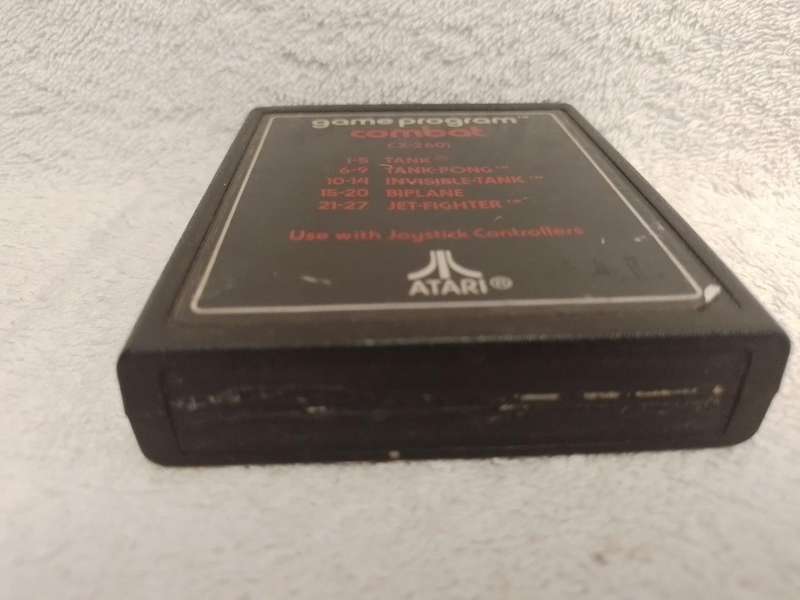 game program™
combat
(CX-2601)
1-5 TANK®
6-9 TANK-PONG™
10-14 INVISIBLE-TANK™
15-20 BIPLANE
21-27 JET-FIGHTER™
Use with Joystick Controllers
ATARI®